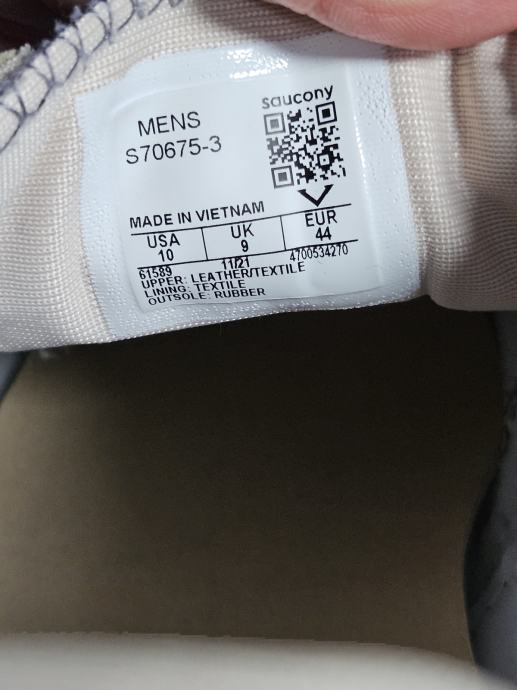 saucony
MENS
S70675-3
MADE IN VIETNAM
USA UK EUR
10 9 44
61589 11/21 4700534270
UPPER: LEATHER/TEXTILE
LINING: TEXTILE
OUTSOLE: RUBBER